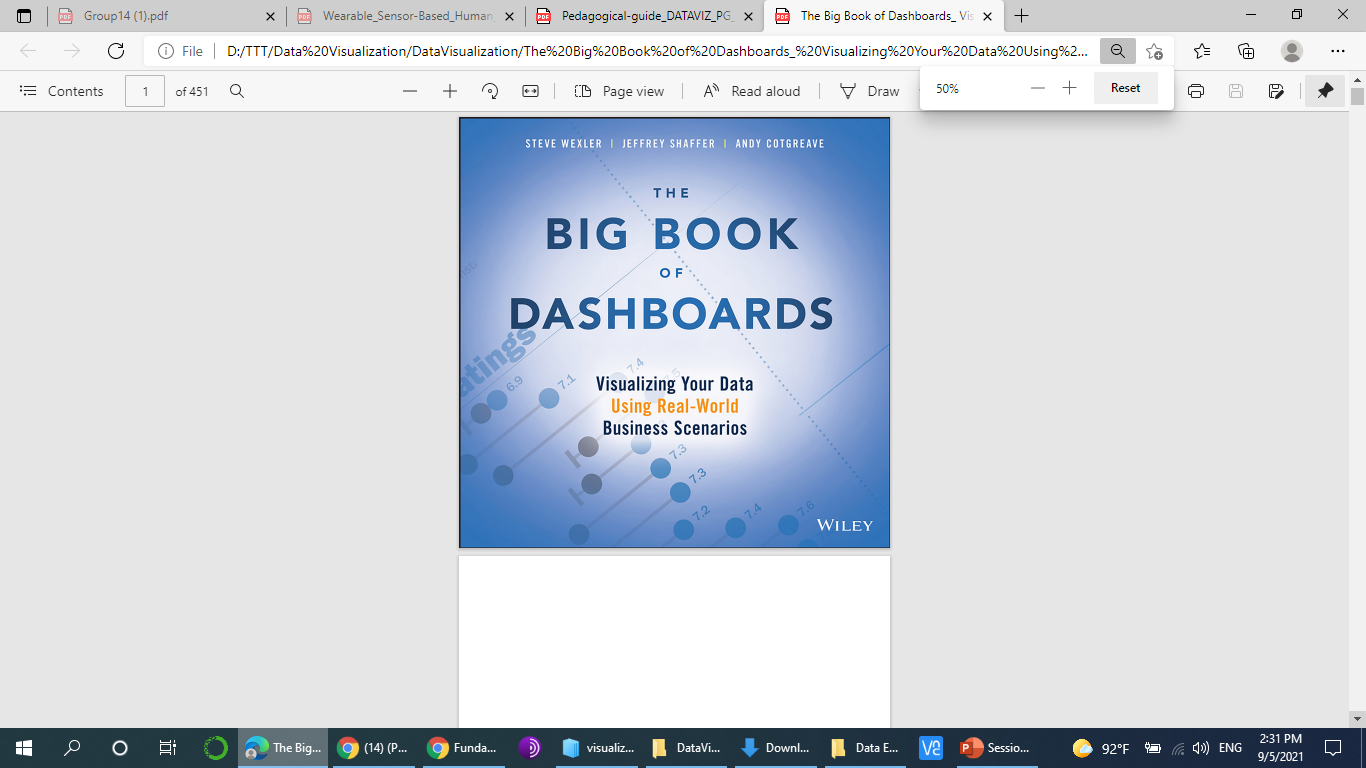 Group14 (1).pdf
Wearable_Sensor-Based_Human_
Pedagogical-guide_DATAVIZ_PG_
The Big Book of Dashboards_ Vis
File
D:/TTT/Data%20Visualization/DataVisualization/The%20Big%20Book%20of%20Dashboards_%20Visualizing%20Your%20Data%20Using%2...
Contents
1
of 451
Page view
Read aloud
Draw
50%
Reset
STEVE WEXLER | JEFFREY SHAFFER | ANDY COTGREAVE
THE
BIG BOOK
OF
DASHBOARDS
Visualizing Your Data
Using Real-World
Business Scenarios
atings
6.9
7.1
7.4
7.3
7.3
7.2
7.4
7.6
WILEY
The Big...
(14) (P...
Funda...
visualiz...
DataVi...
Downl...
Data E...
Sessio...
92°F
ENG
2:31 PM
9/5/2021